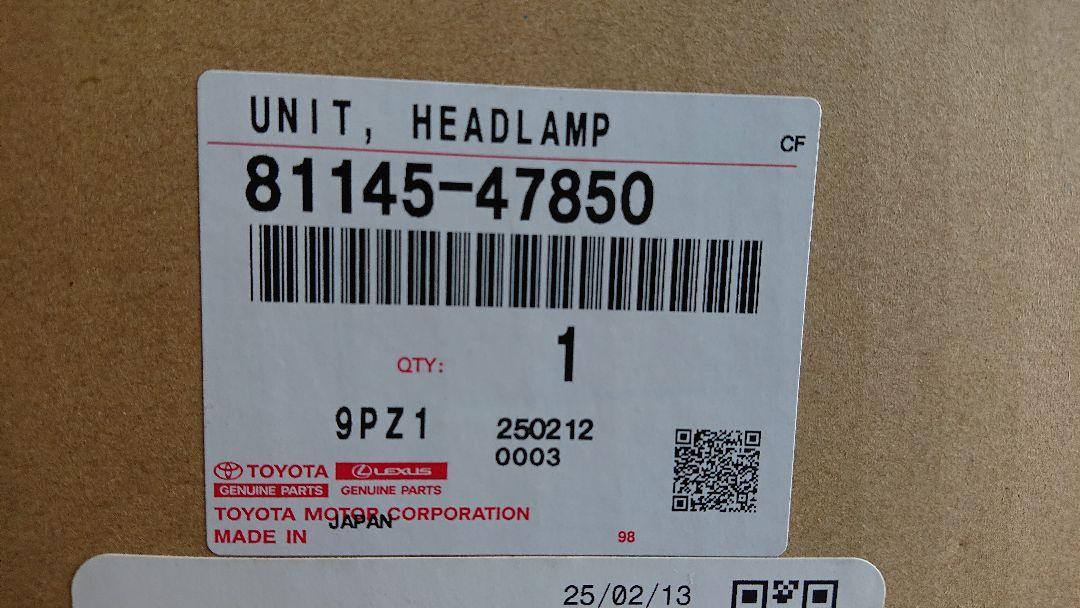 UNIT, HEADLAMP
CF
81145-47850
QTY: 1
9PZ1 250212
0003
TOYOTA LEXUS
GENUINE PARTS GENUINE PARTS
TOYOTA MOTOR CORPORATION
MADE IN JAPAN
98
25/02/13